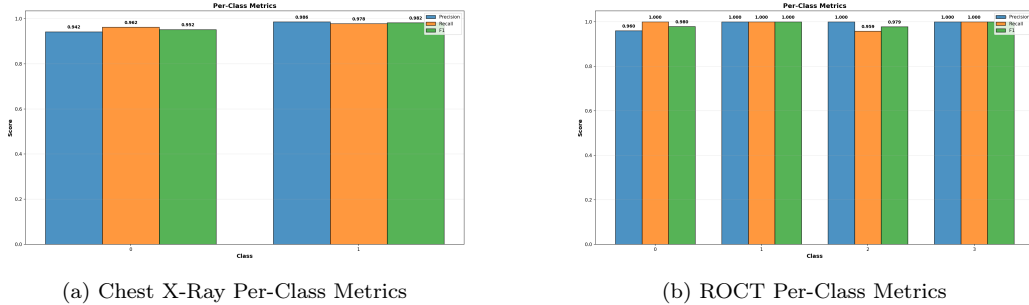 Per-Class Metrics
Precision
Recall
F1
Score
1.0
0.8
0.6
0.4
0.2
0.0
0.942
0.962
0.952
0.986
0.978
0.982
0
1
Class
(a) Chest X-Ray Per-Class Metrics
Per-Class Metrics
Precision
Recall
F1
Score
1.0
0.8
0.6
0.4
0.2
0.0
0.960
1.000
0.980
1.000
1.000
1.000
1.000
0.959
0.979
1.000
1.000
0
1
2
3
Class
(b) ROCT Per-Class Metrics